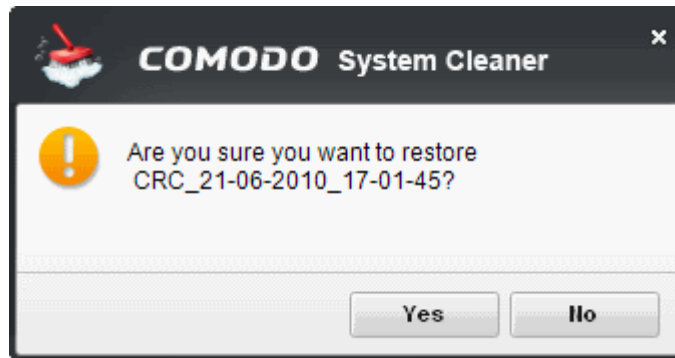 COMODO System Cleaner
Are you sure you want to restore
CRC_21-06-2010_17-01-45?
Yes No